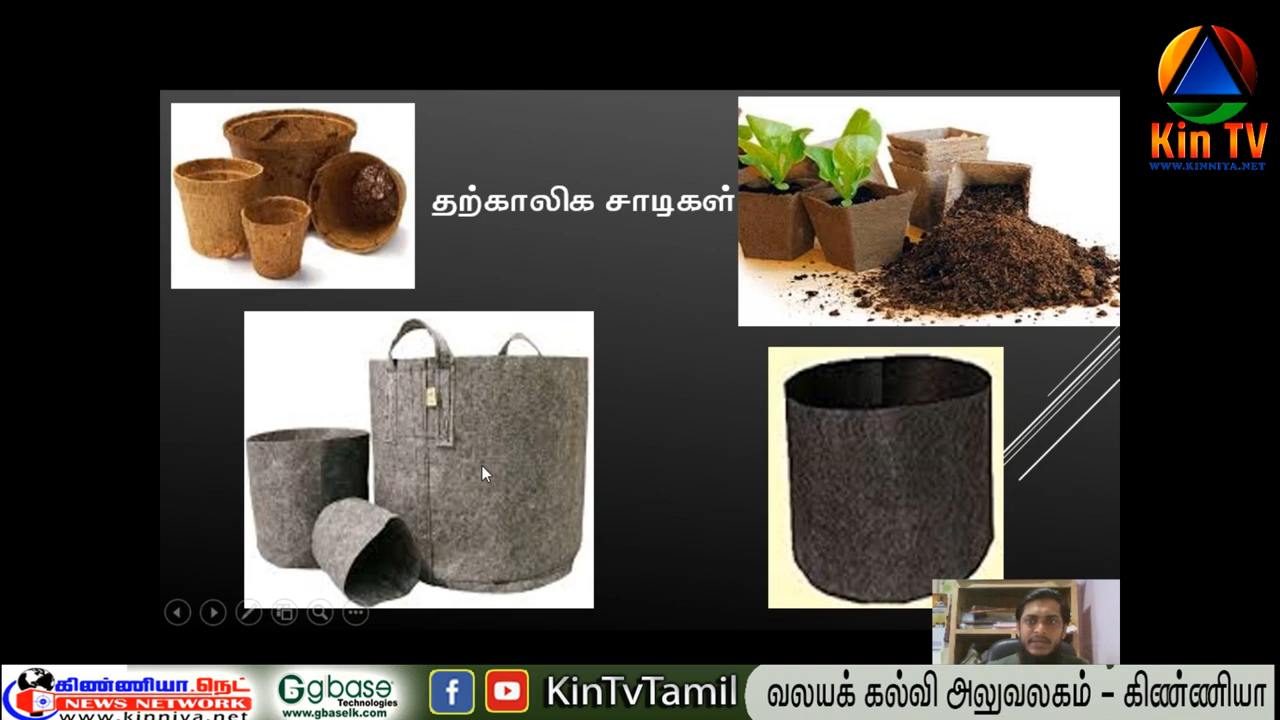 Kin TV
WWW.KINNIYA.NET
தற்காலிக சாடிகள்
கிண்ணியா.நெட்
NEWS NETWORK
www.kinniya.net
Ggbase
Technologies
www.gbaselk.com
KinTvTamil
வலயக் கல்வி அலுவலகம் - கிண்ணியா